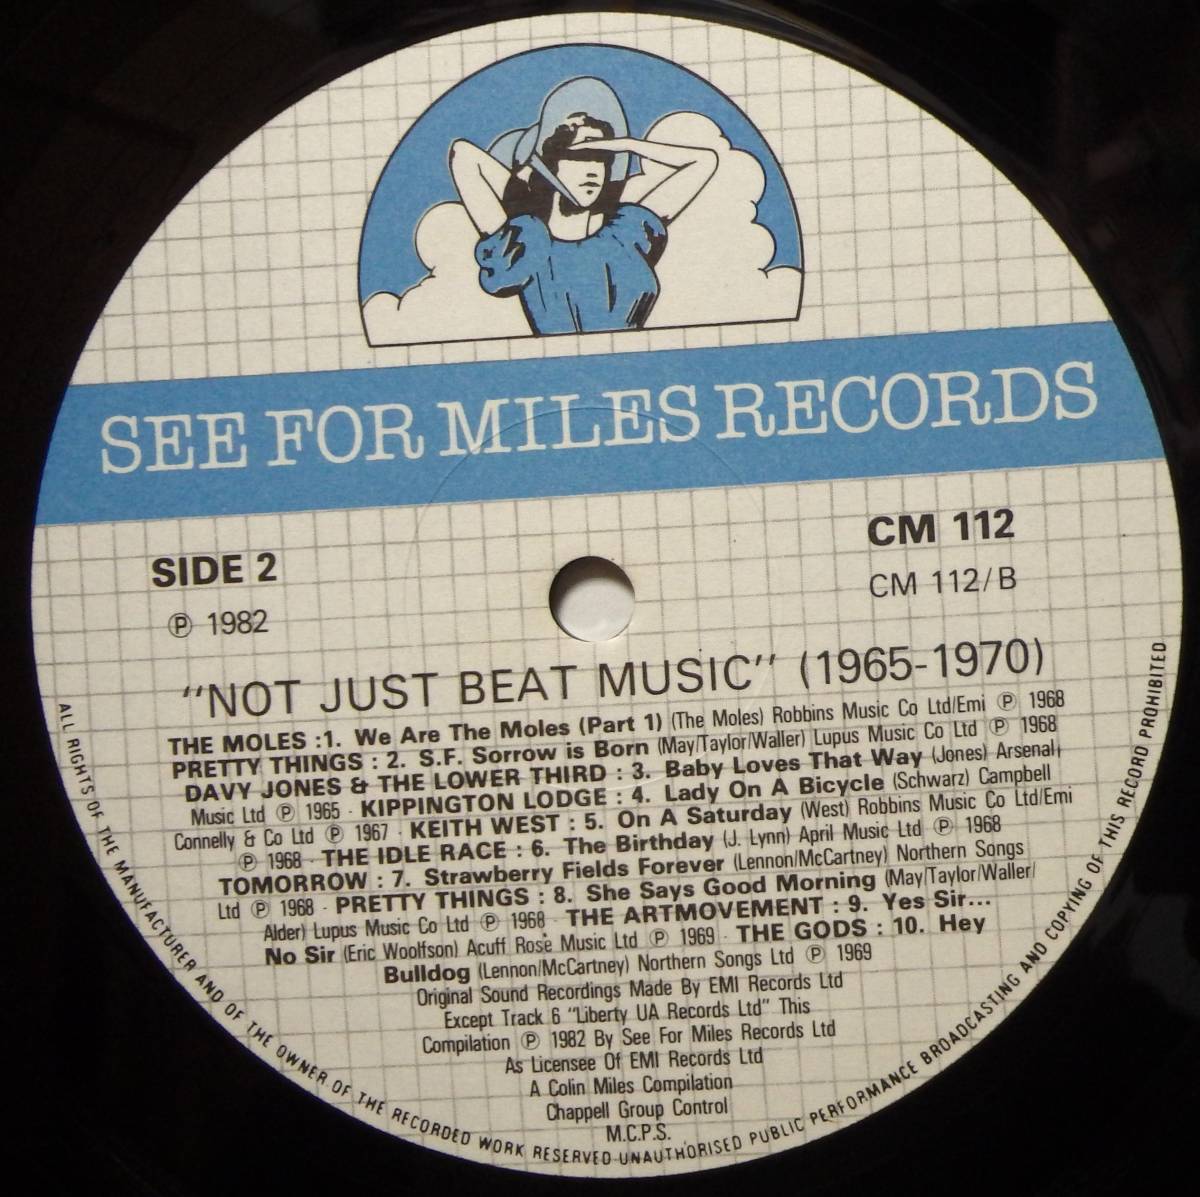 SEE FOR MILES RECORDS
SIDE 2
℗ 1982
CM 112
CM 112/B
"NOT JUST BEAT MUSIC" (1965-1970)
THE MOLES :1. We Are The Moles (Part 1) (The Moles) Robbins Music Co Ltd/Emi ℗ 1968
PRETTY THINGS : 2. S.F. Sorrow is Born (May/Taylor/Waller) Lupus Music Co Ltd ℗ 1968
DAVY JONES & THE LOWER THIRD : 3. Baby Loves That Way (Jones) Arsenal
Music Ltd ℗ 1965 · KIPPINGTON LODGE : 4. Lady On A Bicycle (Schwarz) Campbell
Connelly & Co Ltd ℗ 1967 · KEITH WEST : 5. On A Saturday (West) Robbins Music Co Ltd/Emi
℗ 1968 · THE IDLE RACE : 6. The Birthday (J. Lynn) April Music Ltd ℗ 1968
TOMORROW : 7. Strawberry Fields Forever (Lennon/McCartney) Northern Songs
Ltd ℗ 1968 · PRETTY THINGS : 8. She Says Good Morning (May/Taylor/Waller/
Alder) Lupus Music Co Ltd ℗ 1968 · THE ARTMOVEMENT : 9. Yes Sir...
No Sir (Eric Woolfson) Acuff Rose Music Ltd ℗ 1969 · THE GODS : 10. Hey
Bulldog (Lennon/McCartney) Northern Songs Ltd ℗ 1969
Original Sound Recordings Made By EMI Records Ltd
Except Track 6 "Liberty UA Records Ltd" This
Compilation ℗ 1982 By See For Miles Records Ltd
As Licensee Of EMI Records Ltd
A Colin Miles Compilation
Chappell Group Control
M.C.P.S.
ALL RIGHTS OF THE MANUFACTURER AND OF THE OWNER OF THE RECORDED WORK RESERVED-UNAUTHORISED PUBLIC PERFORMANCE BROADCASTING AND COPYING OF THIS RECORD PROHIBITED